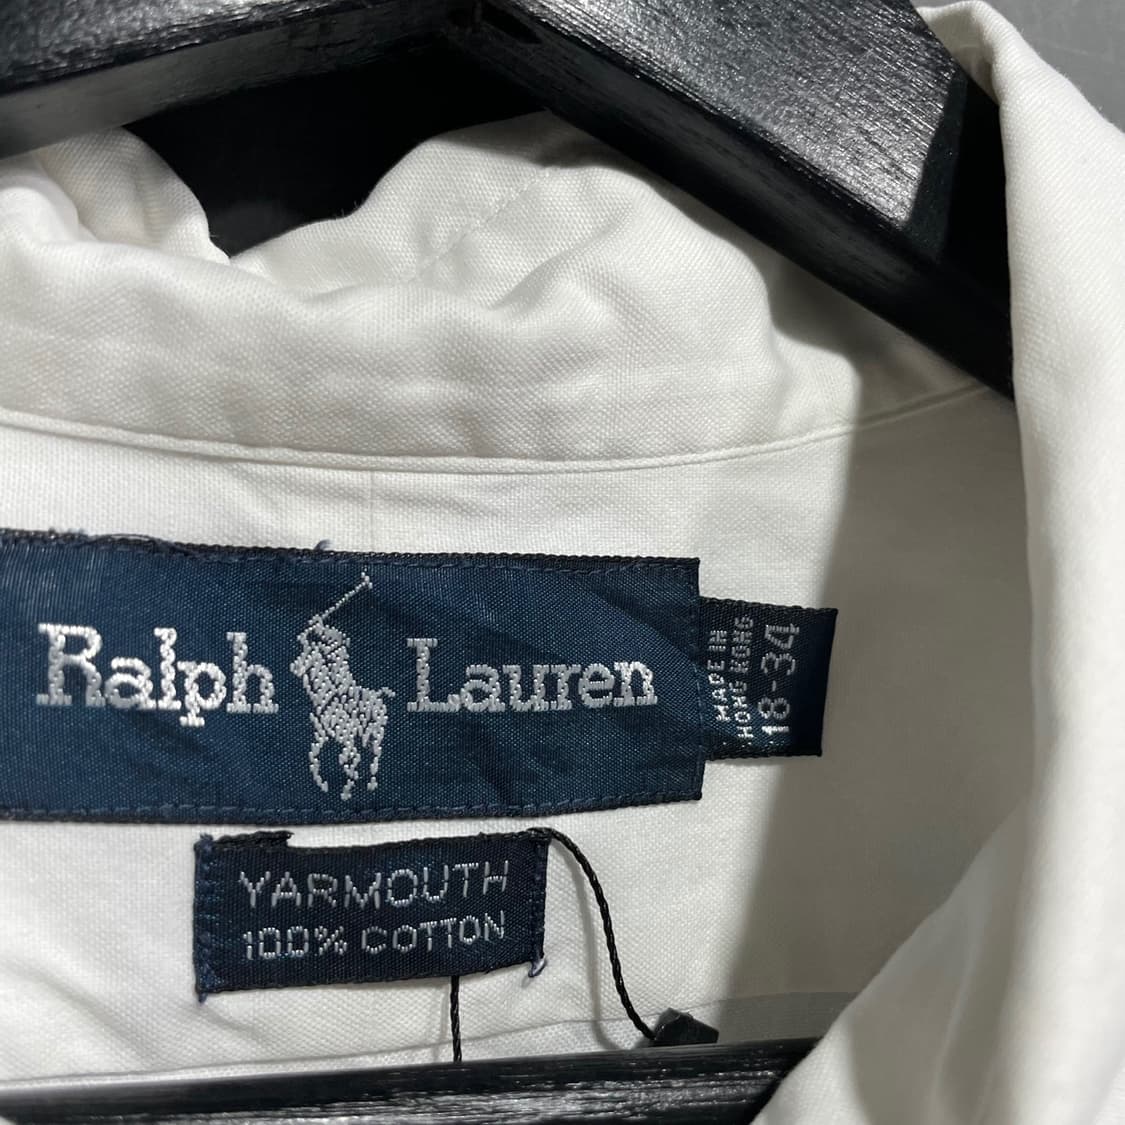 Ralph Lauren
MADE IN
HONG KONG
18-34
YARMOUTH
100% COTTON